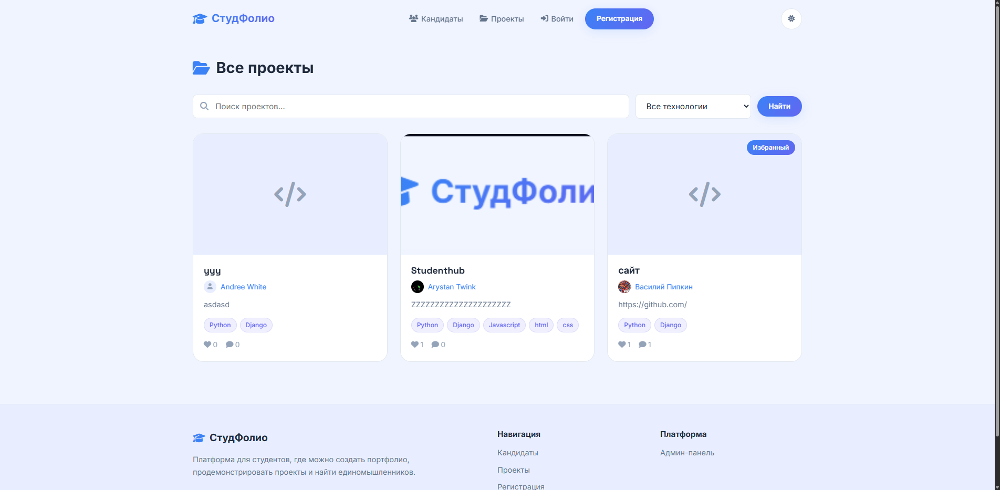 СтудФолио
Кандидаты
Проекты
Войти
Регистрация
Все проекты
Поиск проектов...
Все технологии
Найти
</>
СтудФоли
Избранный
</>
yyy
Andree White
asdasd
Python Django
0 0
Studenthub
Arystan Twink
ZZZZZZZZZZZZZZZZZZZZZ
Python Django Javascript html css
1 0
сайт
Василий Пипкин
https://github.com/
Python Django
1 1
СтудФолио
Платформа для студентов, где можно создать портфолио,
продемонстрировать проекты и найти единомышленников.
Навигация
Кандидаты
Проекты
Регистрация
Платформа
Админ-панель